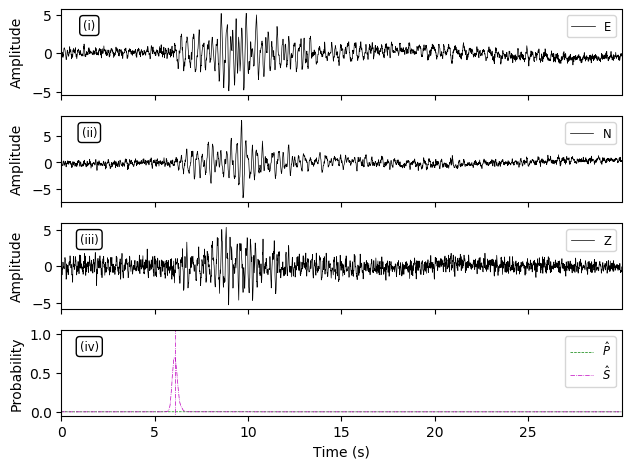 5
0
−5
Amplitude
(i)
E
5
0
−5
Amplitude
(ii)
N
5
0
−5
Amplitude
(iii)
Z
1.0
0.5
0.0
Probability
(iv)
P̂
Ŝ
0 5 10 15 20 25
Time (s)